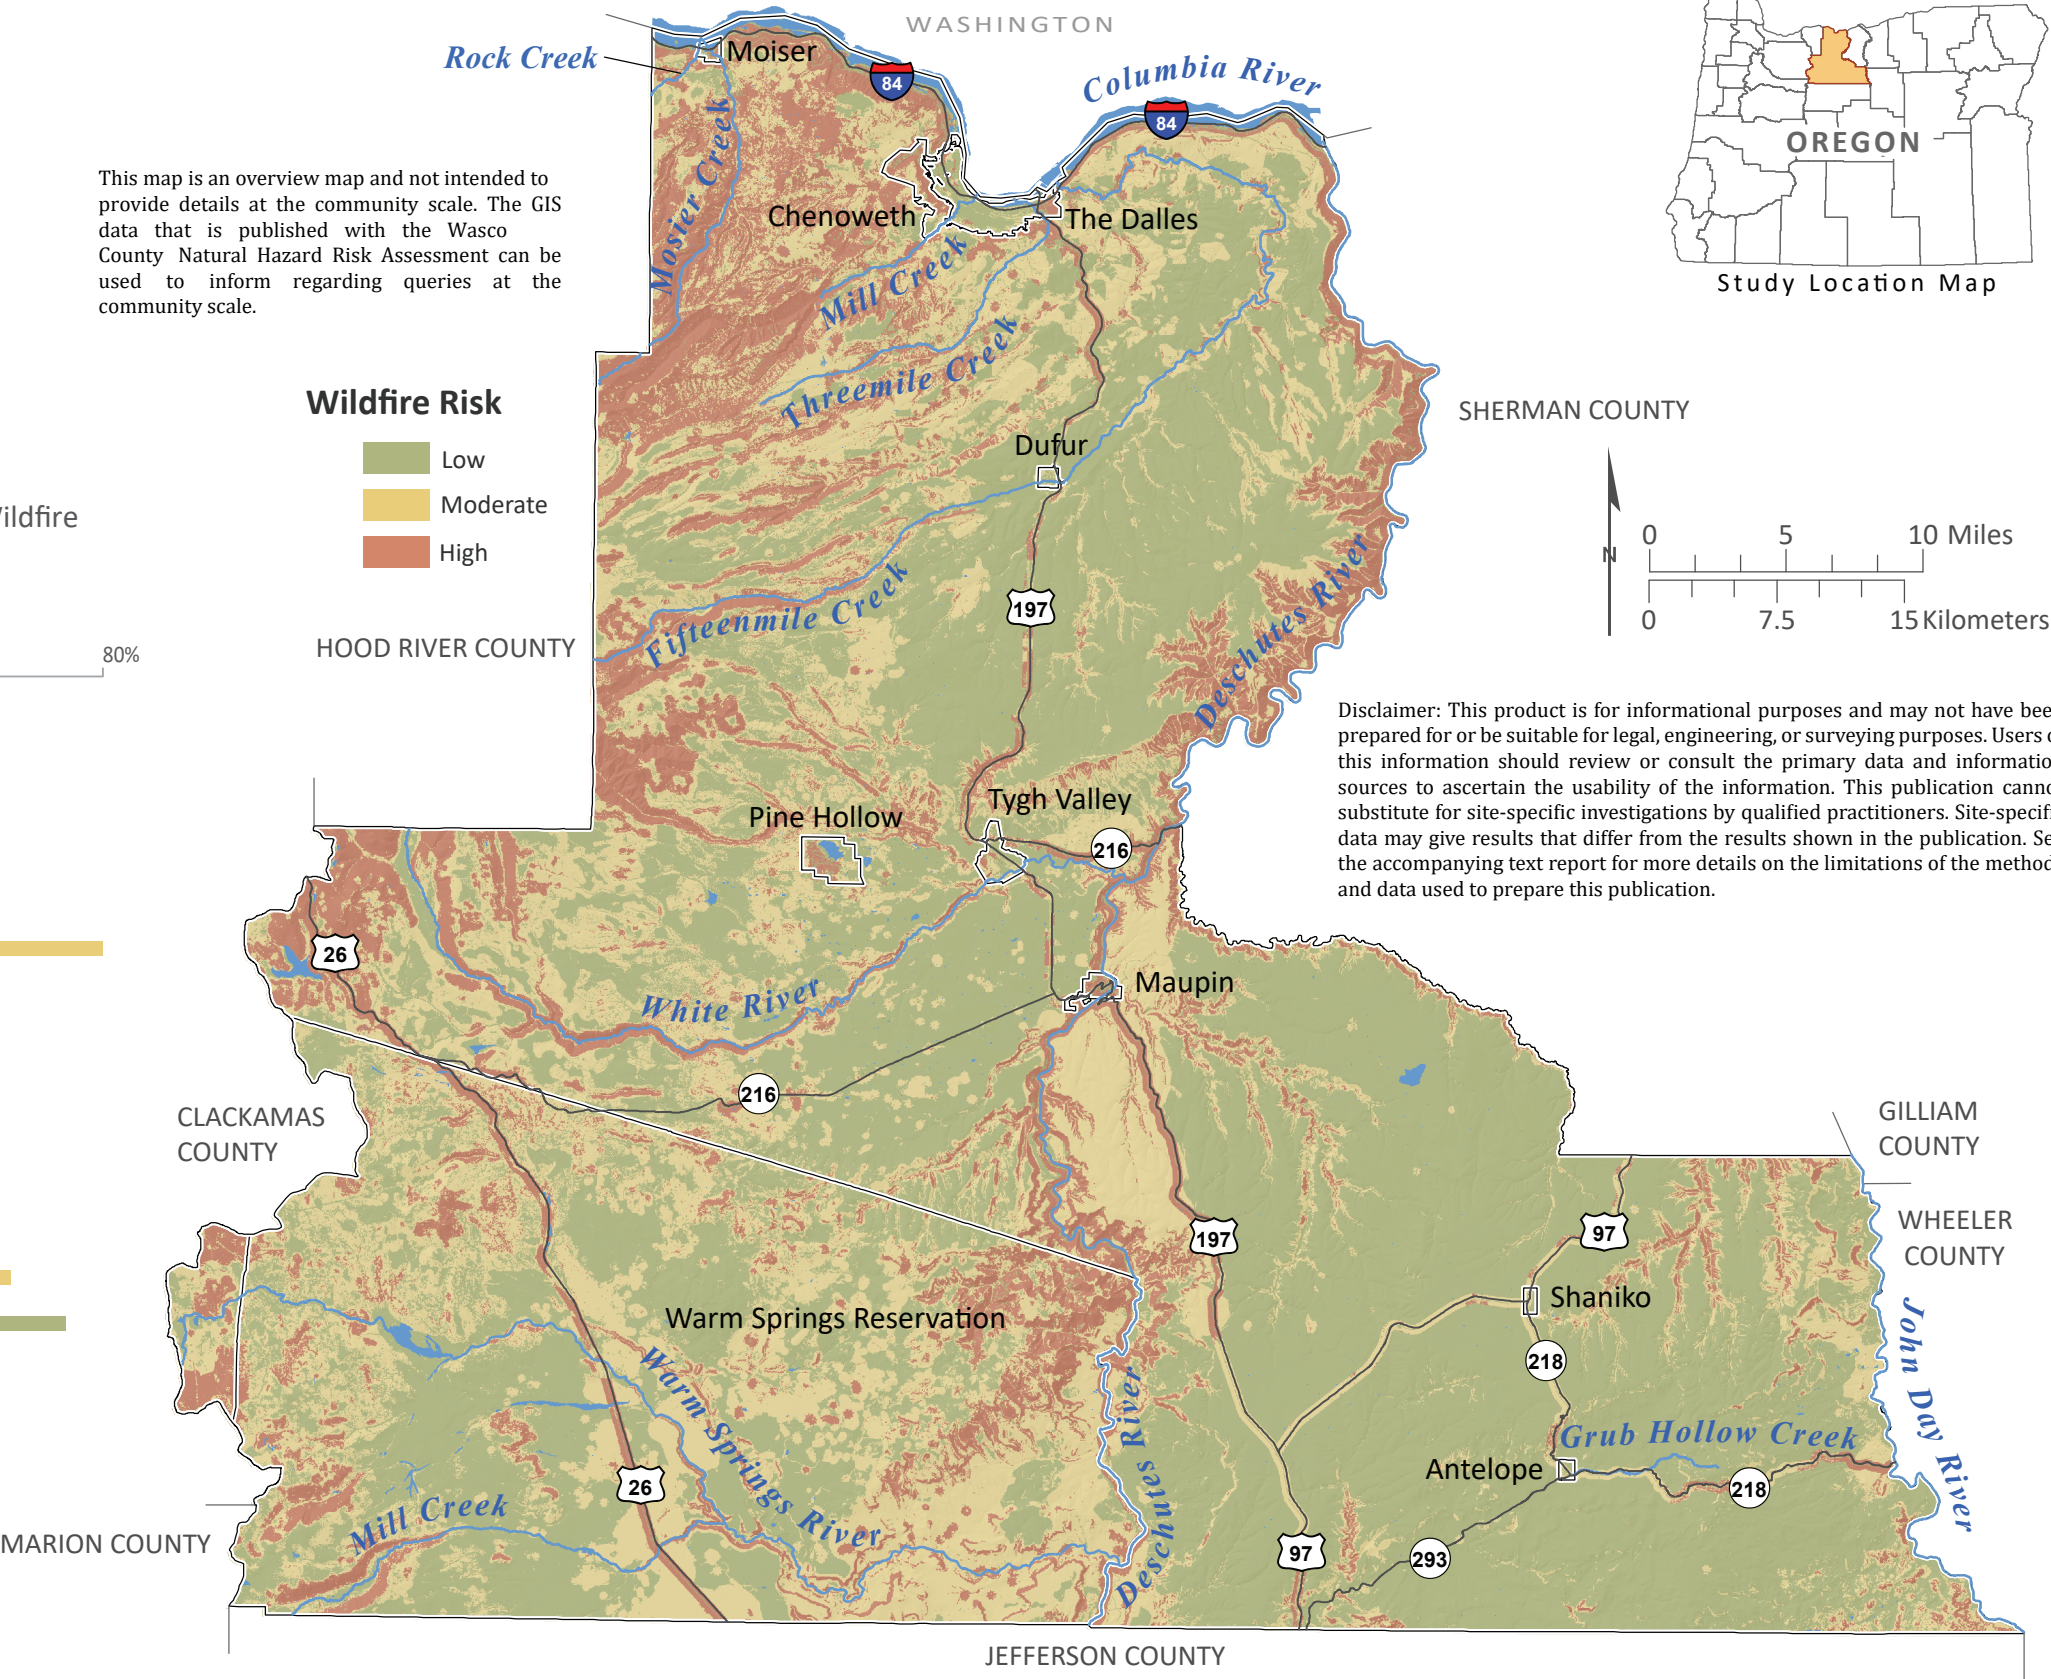 WASHINGTON
Rock Creek
Moiser
84
Columbia River
84
OREGON
Study Location Map
This map is an overview map and not intended to
provide details at the community scale. The GIS
data that is published with the Wasco
County Natural Hazard Risk Assessment can be
used to inform regarding queries at the
community scale.
Mosier Creek
Chenoweth
The Dalles
Mill Creek
Threemile Creek
Wildfire Risk
Low
Moderate
High
ildfire
80%
Dufur
SHERMAN COUNTY
N
0 5 10 Miles
0 7.5 15 Kilometers
197
Fifteenmile Creek
HOOD RIVER COUNTY
Deschutes River
Disclaimer: This product is for informational purposes and may not have bee
prepared for or be suitable for legal, engineering, or surveying purposes. Users o
this information should review or consult the primary data and informatio
sources to ascertain the usability of the information. This publication canno
substitute for site-specific investigations by qualified practitioners. Site-specifi
data may give results that differ from the results shown in the publication. Se
the accompanying text report for more details on the limitations of the method
and data used to prepare this publication.
Tygh Valley
Pine Hollow
216
26
White River
Maupin
216
CLACKAMAS
COUNTY
GILLIAM
COUNTY
197
97
WHEELER
COUNTY
Shaniko
Warm Springs Reservation
218
John Day River
Warm Springs River
Deschutes River
Grub Hollow Creek
Antelope
218
26
Mill Creek
MARION COUNTY
97
293
JEFFERSON COUNTY